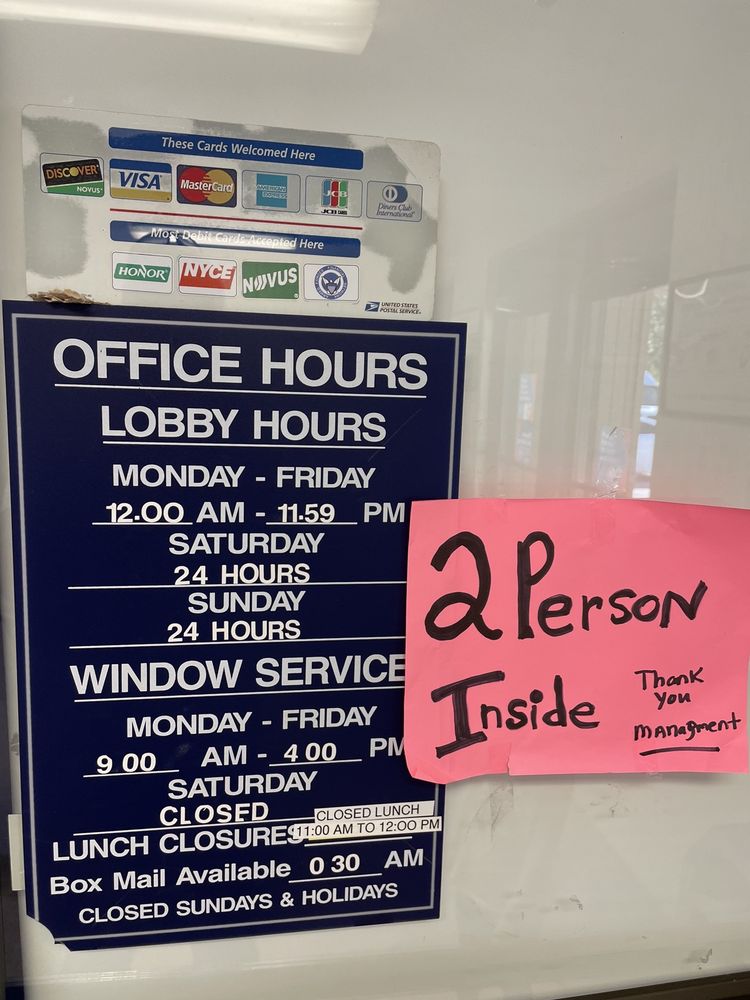 These Cards Welcomed Here
DISCOVER NOVUS VISA MasterCard AMERICAN EXPRESS JCB JCB CARD Diners Club International
Most Debit Cards Accepted Here
HONOR NYCE NOVUS
UNITED STATES POSTAL SERVICE
OFFICE HOURS
LOBBY HOURS
MONDAY - FRIDAY
12.00 AM - 11.59 PM
SATURDAY
24 HOURS
SUNDAY
24 HOURS
WINDOW SERVICE
MONDAY - FRIDAY
9 00 AM - 4 00 PM
SATURDAY
CLOSED
CLOSED LUNCH
LUNCH CLOSURES 11:00 AM TO 12:00 PM
Box Mail Available 0 30 AM
CLOSED SUNDAYS & HOLIDAYS
2 Person
Inside
Thank
You
Managment